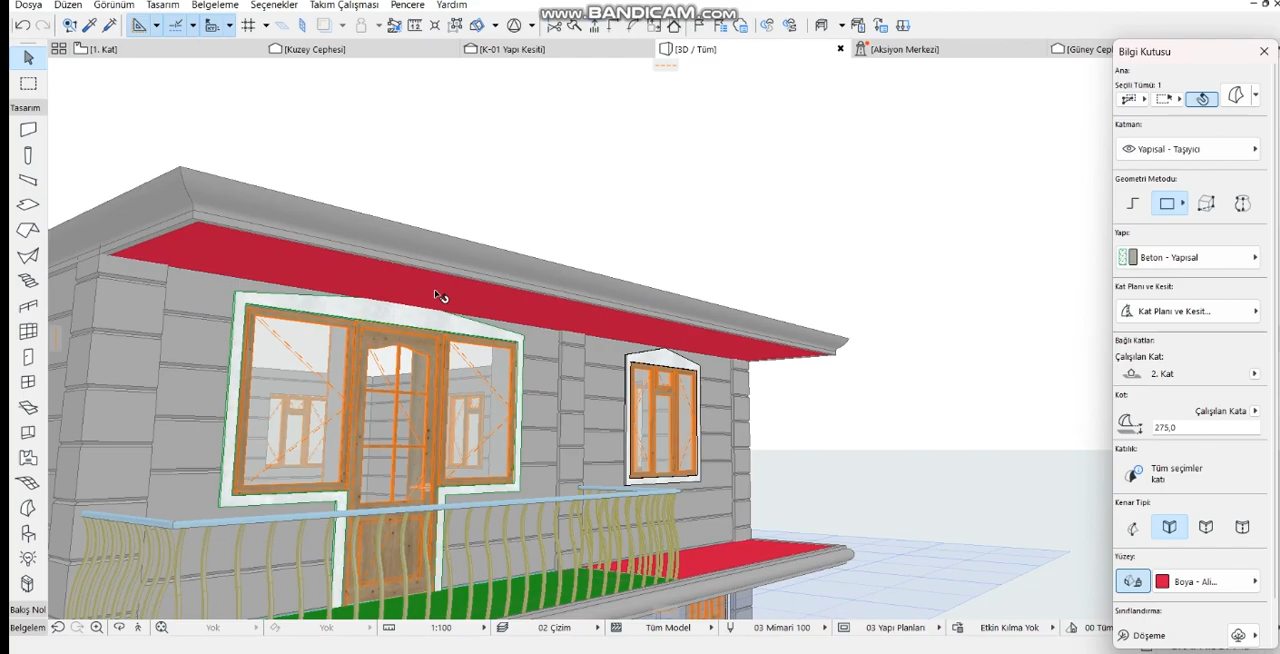 Dosya Düzen Görünüm Tasarım Belgeleme Seçenekler Takım Çalışması Pencere Yardım
www.BANDICAM.com
[1. Kat] [Kuzey Cephesi] [K-01 Yapı Kesiti] [3D / Tüm] [Aksiyon Merkezi] [Güney Cepl
Bilgi Kutusu
Ana:
Seçili Tümü: 1
Tasarım
Katman:
Yapısal - Taşıyıcı
Geometri Metodu:
Yapı:
Beton - Yapısal
Kat Planı ve Kesit:
Kat Planı ve Kesit...
Bağlı Katlar:
Çalışılan Kat:
2. Kat
Kot:
Çalışılan Kata
275,0
Katılık:
Tüm seçimler
katı
Kenar Tipi:
Yüzey:
Boya - Ali...
Sınıflandırma:
Döşeme
Bakış Nol
Belgelem Yok Yok 1:100 02 Çizim Tüm Model 03 Mimari 100 03 Yapı Planları Etkin Kılma Yok 00 Tüm